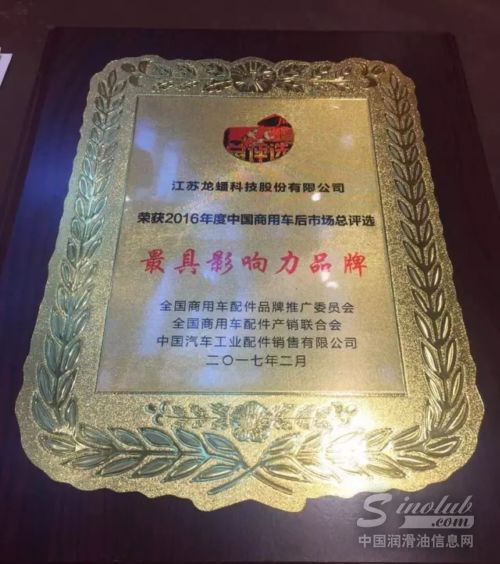 总评选
江苏龙蟠科技股份有限公司
荣获2016年度中国商用车后市场总评选
最具影响力品牌
全国商用车配件品牌推广委员会
全国商用车配件产销联合会
中国汽车工业配件销售有限公司
二〇一七年二月
Sinolub.com
中国润滑油信息网